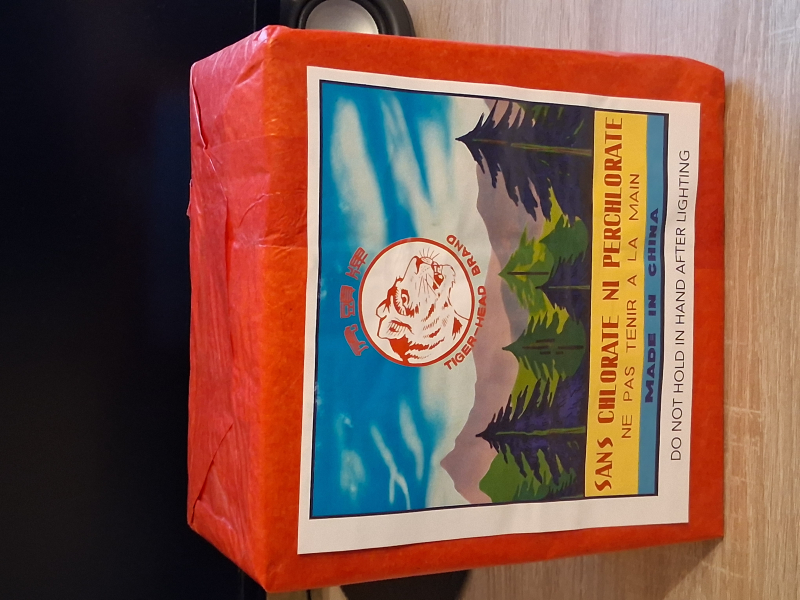 TIGER-HEAD BRAND
SANS CHLORATE NI PERCHLORATE
NE PAS TENIR A LA MAIN
MADE IN CHINA
DO NOT HOLD IN HAND AFTER LIGHTING